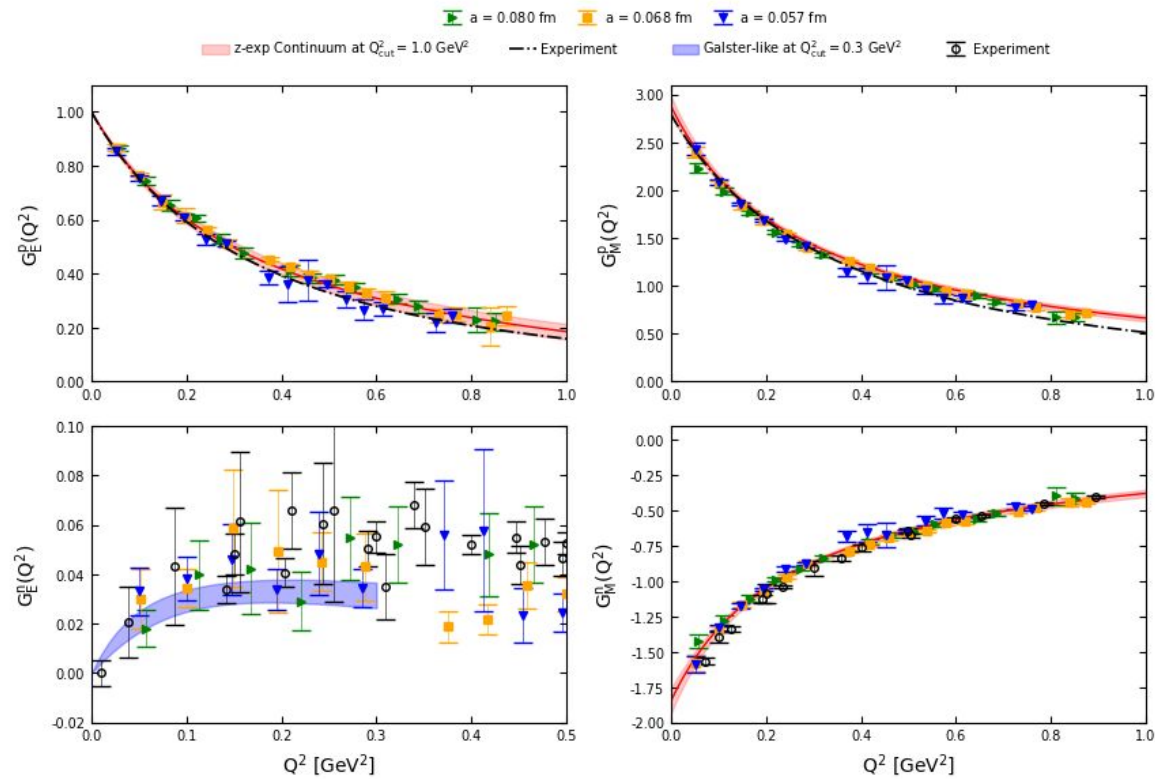 a = 0.080 fm a = 0.068 fm a = 0.057 fm
z-exp Continuum at Q²cut = 1.0 GeV² Experiment Galster-like at Q²cut = 0.3 GeV² Experiment
1.00
0.80
0.60
0.40
0.20
0.00
G^p_E(Q²)
0.0 0.2 0.4 0.6 0.8 1.0
3.00
2.50
2.00
1.50
1.00
0.50
0.00
G^p_M(Q²)
0.0 0.2 0.4 0.6 0.8 1.0
0.10
0.08
0.06
0.04
0.02
0.00
-0.02
G^n_E(Q²)
0.0 0.1 0.2 0.3 0.4 0.5
Q² [GeV²]
0.00
-0.25
-0.50
-0.75
-1.00
-1.25
-1.50
-1.75
-2.00
G^n_M(Q²)
0.0 0.2 0.4 0.6 0.8 1.0
Q² [GeV²]